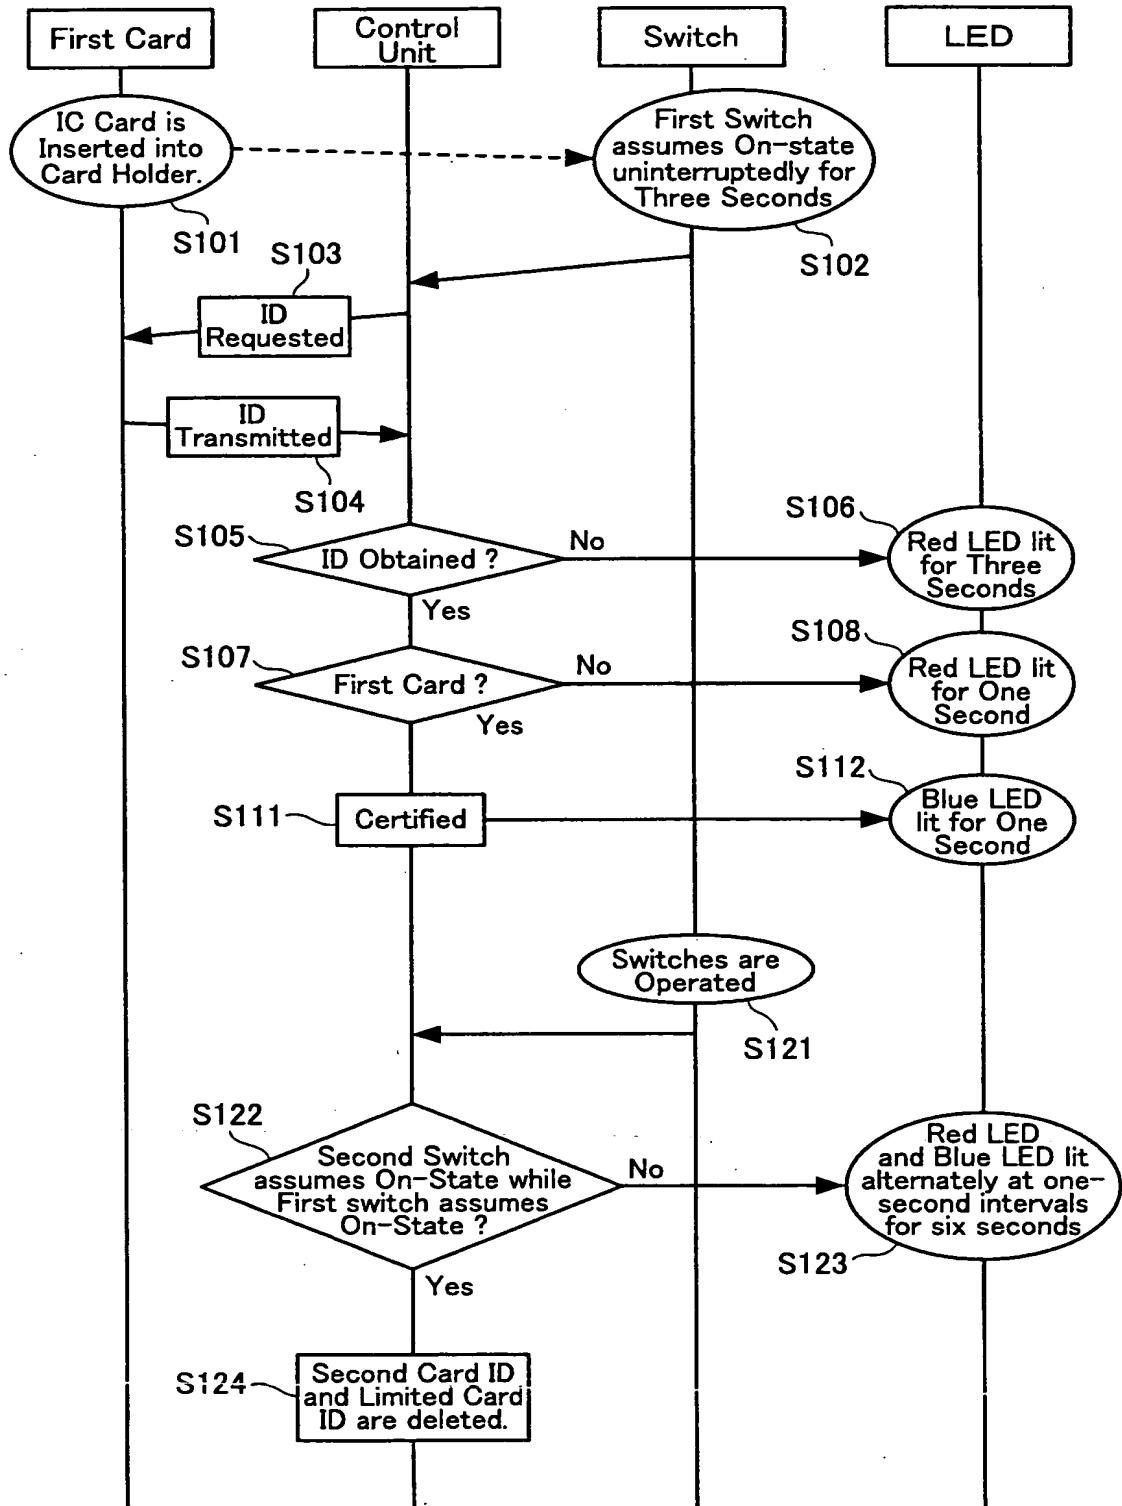 First Card
Control
Unit
Switch
LED
IC Card is
Inserted into
Card Holder.
S101
First Switch
assumes On-state
uninterruptedly for
Three Seconds
S102
S103
ID
Requested
ID
Transmitted
S104
S105
ID Obtained ?
No
Yes
S106
Red LED lit
for Three
Seconds
S107
First Card ?
No
Yes
S108
Red LED lit
for One
Second
S111
Certified
S112
Blue LED
lit for One
Second
Switches are
Operated
S121
S122
Second Switch
assumes On-State while
First switch assumes
On-State ?
No
Yes
Red LED
and Blue LED lit
alternately at one-
second intervals
for six seconds
S123
S124
Second Card ID
and Limited Card
ID are deleted.